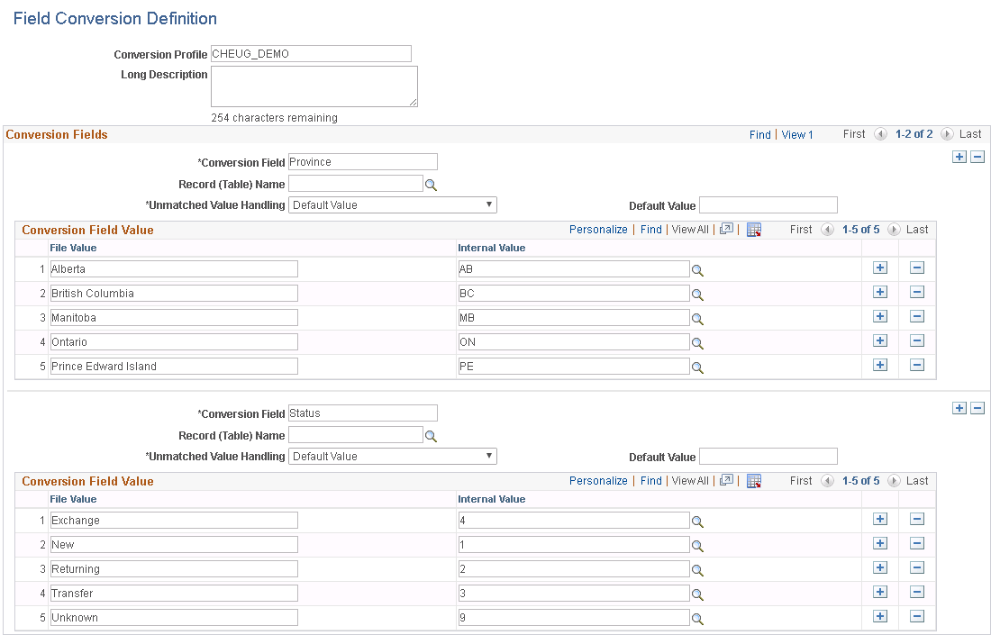 Field Conversion Definition
Conversion Profile CHEUG_DEMO
Long Description
254 characters remaining
Conversion Fields Find | View 1 First 1-2 of 2 Last
*Conversion Field Province
Record (Table) Name
*Unmatched Value Handling Default Value Default Value
Conversion Field Value Personalize | Find | View All | | First 1-5 of 5 Last
File Value Internal Value
1 Alberta AB
2 British Columbia BC
3 Manitoba MB
4 Ontario ON
5 Prince Edward Island PE
*Conversion Field Status
Record (Table) Name
*Unmatched Value Handling Default Value Default Value
Conversion Field Value Personalize | Find | View All | | First 1-5 of 5 Last
File Value Internal Value
1 Exchange 4
2 New 1
3 Returning 2
4 Transfer 3
5 Unknown 9